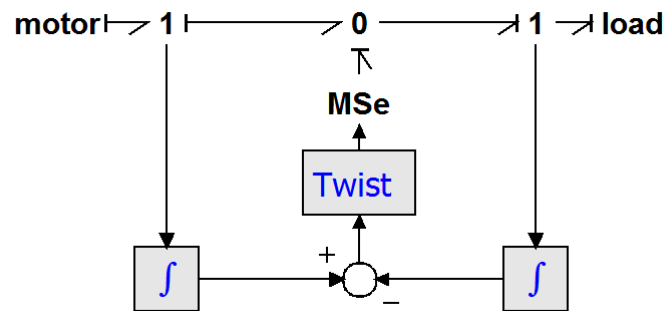 motor 1 0 1 load
MSe
Twist
+
∫ − ∫